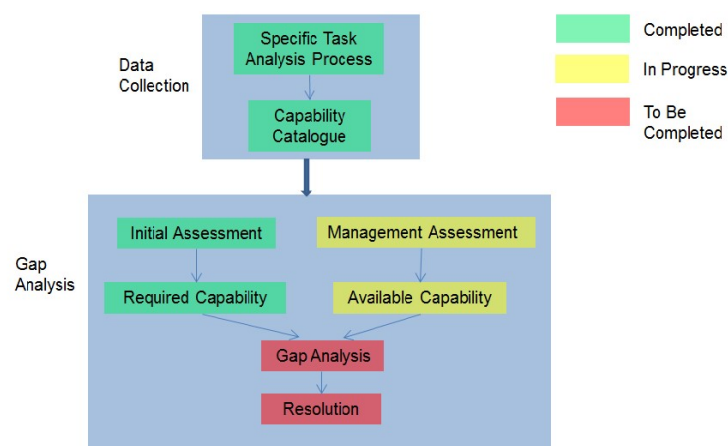 Specific Task
Analysis Process
Data
Collection
Capability
Catalogue
Completed
In Progress
To Be
Completed
Gap
Analysis
Initial Assessment
Management Assessment
Required Capability
Available Capability
Gap Analysis
Resolution